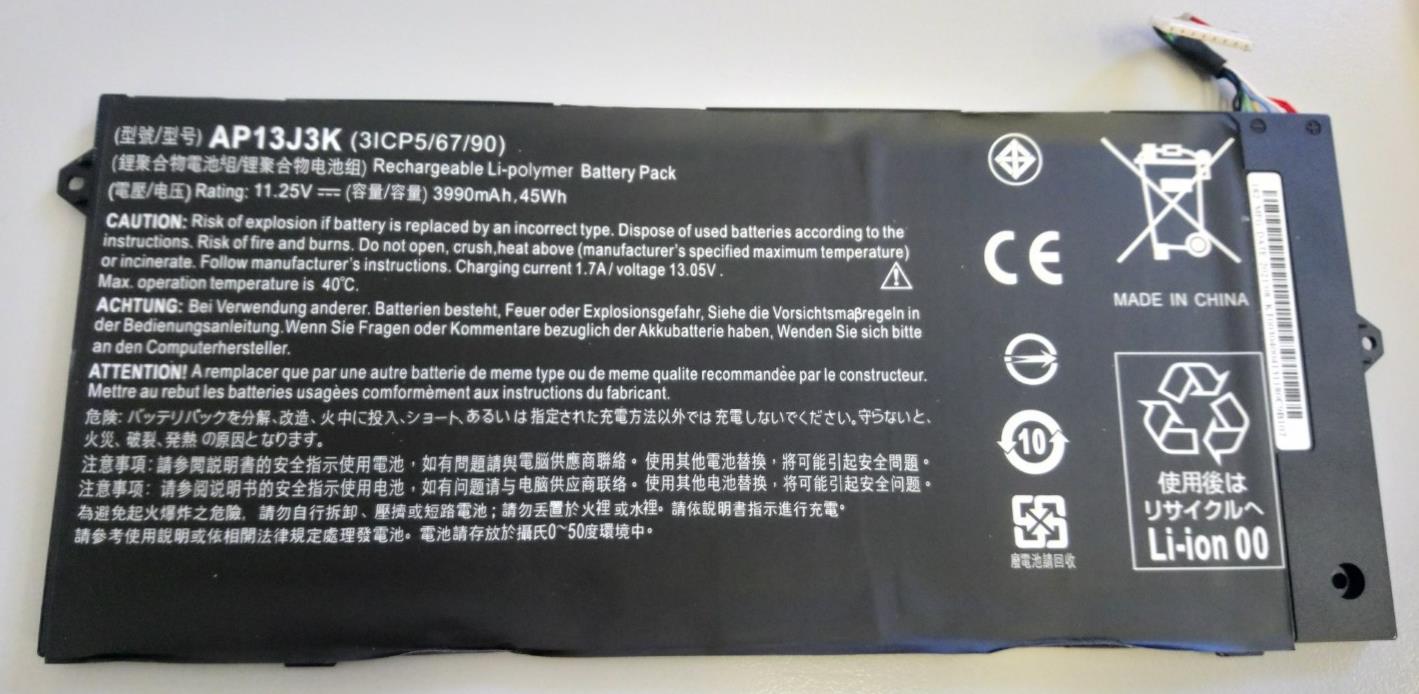 (型號/型号) AP13J3K (3ICP5/67/90)
(鋰聚合物電池組/锂聚合物电池组) Rechargeable Li-polymer Battery Pack
(電壓/电压) Rating: 11.25V ⎓ (容量/容量) 3990mAh, 45Wh
CAUTION: Risk of explosion if battery is replaced by an incorrect type. Dispose of used batteries according to the
instructions. Risk of fire and burns. Do not open, crush,heat above (manufacturer's specified maximum temperature)
or incinerate. Follow manufacturer's instructions. Charging current 1.7A / voltage 13.05V .
Max. operation temperature is 40℃.
ACHTUNG: Bei Verwendung anderer. Batterien besteht, Feuer oder Explosionsgefahr, Siehe die Vorsichtsmaβregeln in
der Bedienungsanleitung.Wenn Sie Fragen oder Kommentare bezuglich der Akkubatterie haben, Wenden Sie sich bitte
an den Computerhersteller.
ATTENTION! A remplacer que par une autre batterie de meme type ou de meme qualite recommandèe par le constructeur.
Mettre au rebut les batteries usagèes comformèment aux instructions du fabricant.
危険: バッテリパックを分解、改造、火中に投入、ショート、あるいは指定された充電方法以外では充電しないでください。守らないと、
火災、破裂、発熱の原因となります。
注意事項:請參閱説明書的安全指示使用電池，如有問題請與電腦供應商聯絡。使用其他電池替換，將可能引起安全問題。
注意事项:请参阅说明书的安全指示使用电池，如有问题请与电脑供应商联络。使用其他电池替换，将可能引起安全问题。
為避免起火爆炸之危險，請勿自行拆卸、壓擠或短路電池；請勿丟置於火裡或水裡。請依說明書指示進行充電。
請參考使用説明或依相關法律規定處理發電池。電池請存放於攝氏0~50度環境中。
CE
10
廢電池請回收
MADE IN CHINA
使用後は
リサイクルへ
Li-ion 00